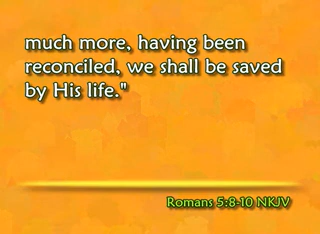 much more, having been
reconciled, we shall be saved
by His life."
Romans 5:8-10 NKJV